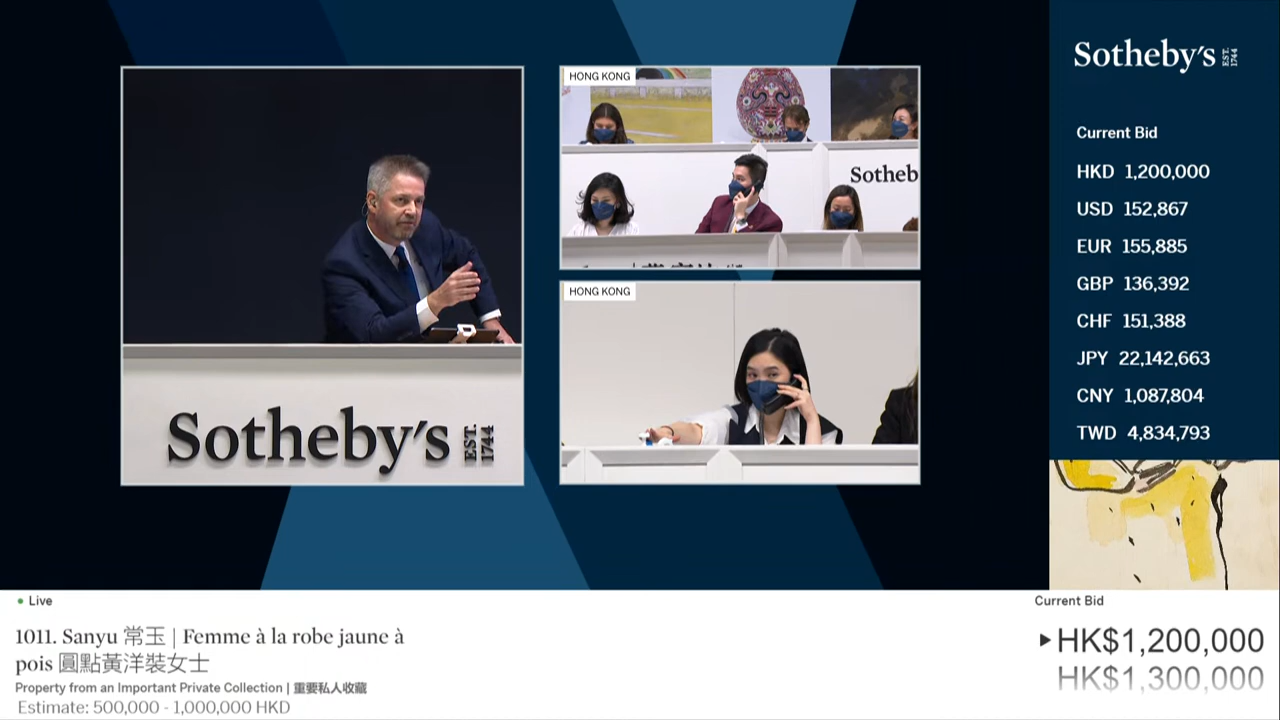 HONG KONG
Sotheb
HONG KONG
Sotheby's EST. 1744
Sotheby's EST. 1744
Current Bid
HKD 1,200,000
USD 152,867
EUR 155,885
GBP 136,392
CHF 151,388
JPY 22,142,663
CNY 1,087,804
TWD 4,834,793
Live
1011. Sanyu 常玉 | Femme à la robe jaune à
pois 圓點黃洋裝女士
Property from an Important Private Collection | 重要私人收藏
Estimate: 500,000 - 1,000,000 HKD
Current Bid
HK$1,200,000
HK$1,300,000